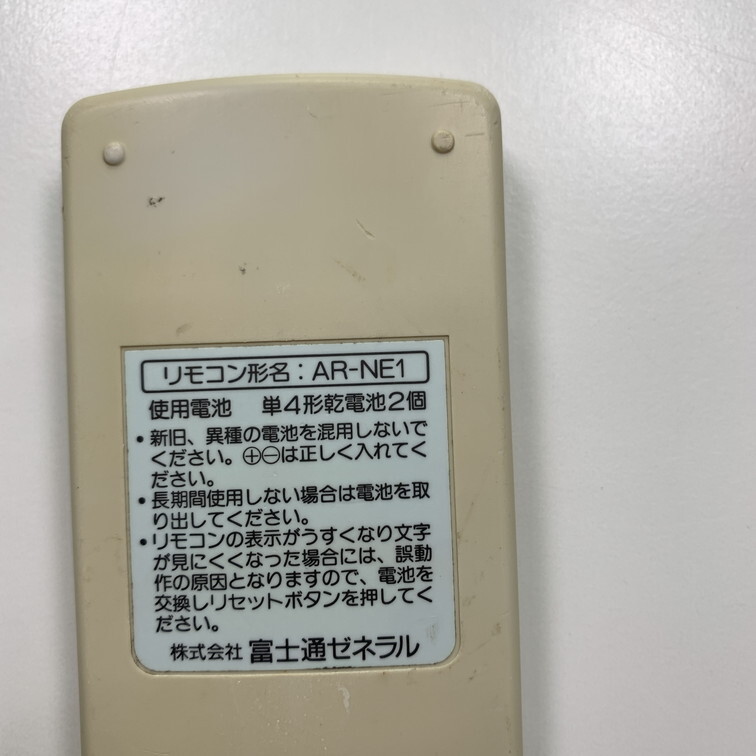 リモコン形名：AR-NE1
使用電池　単4形乾電池2個
•新旧、異種の電池を混用しないで
ください。⊕⊖は正しく入れてく
ださい。
•長期間使用しない場合は電池を取
り出してください。
•リモコンの表示がうすくなり文字
が見にくくなった場合には、誤動
作の原因となりますので、電池を
交換しリセットボタンを押してく
ださい。
株式会社 富士通ゼネラル